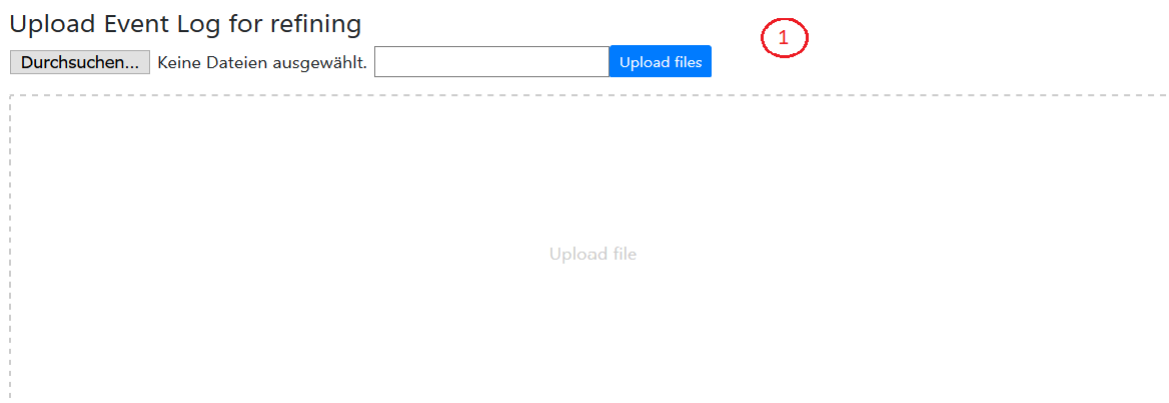 Upload Event Log for refining
1
Durchsuchen... Keine Dateien ausgewählt. Upload files
Upload file